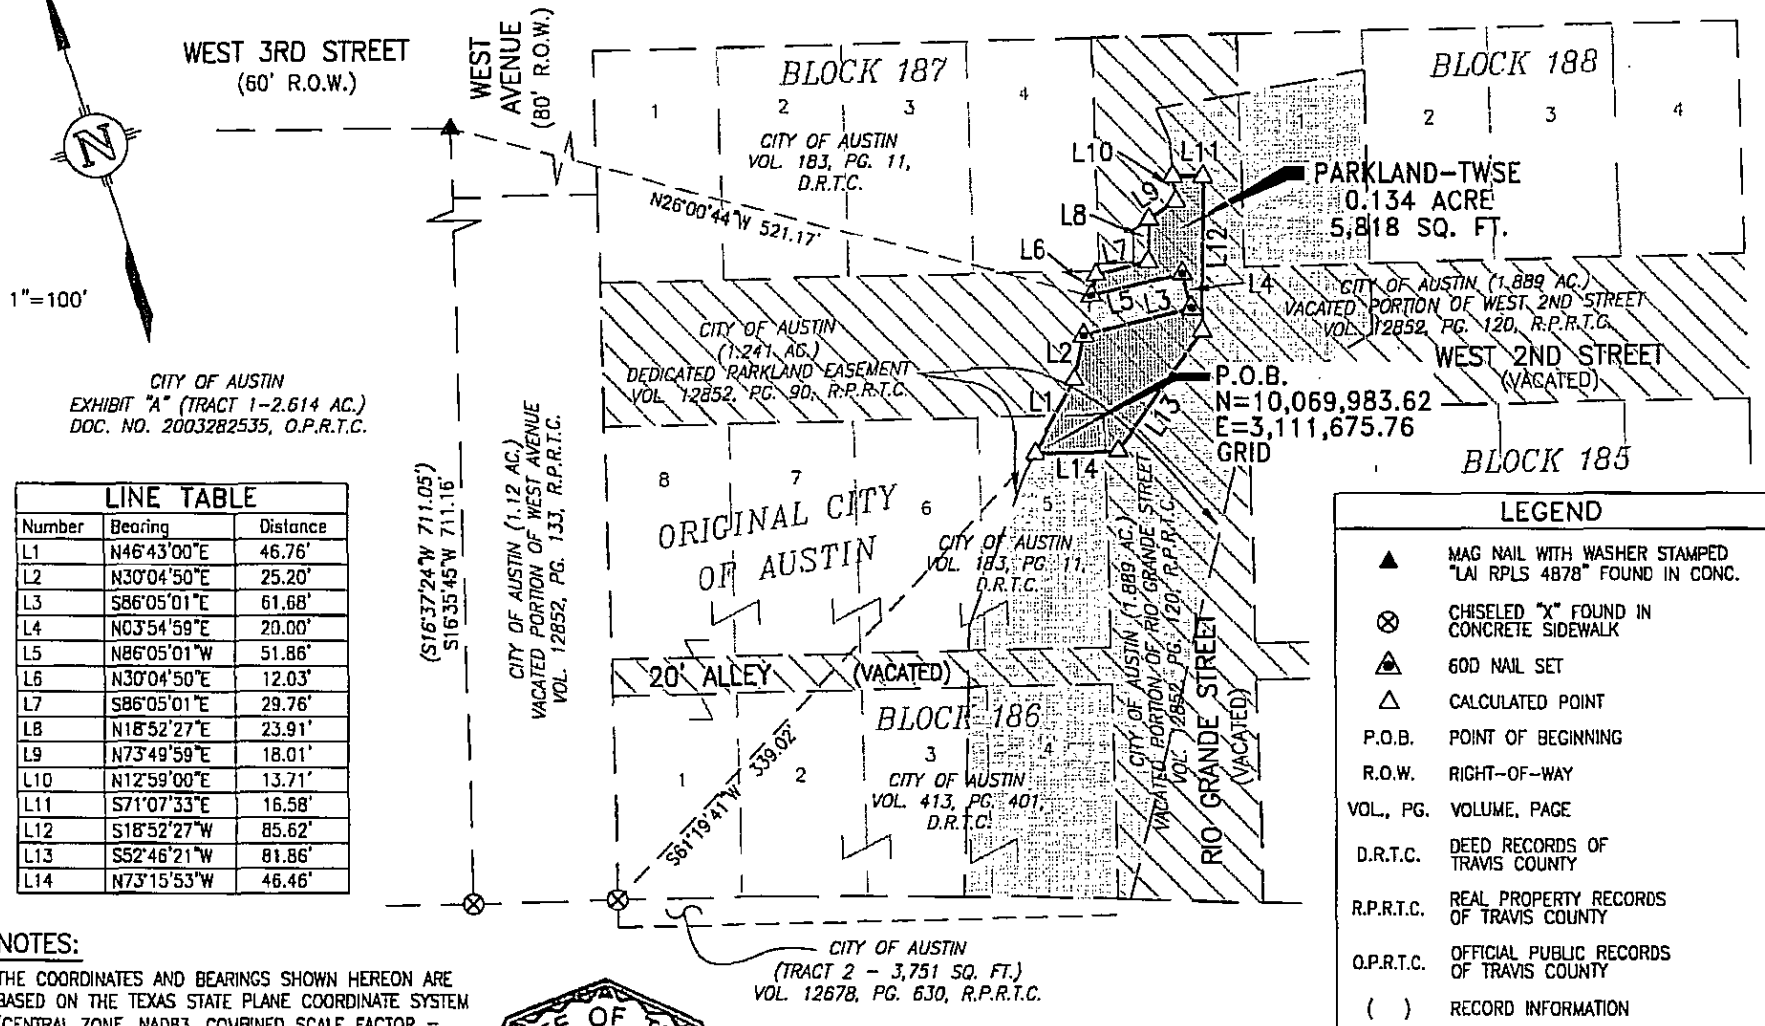 WEST 3RD STREET
(60' R.O.W.)
WEST
AVENUE
(80' R.O.W.)
BLOCK 187
1
2
3
4
CITY OF AUSTIN
VOL. 183, PG. 11,
D.R.T.C.
BLOCK 188
1
2
3
4
N
1"=100'
N26°00'44"W 521.17'
L10
L11
L9
L8
L7
L6
L12
L5
L3
L4
L2
L1
L13
L14
PARKLAND-TWSE
0.134 ACRE
5,818 SQ. FT.
CITY OF AUSTIN (1.889 AC.)
VACATED PORTION OF WEST 2ND STREET
VOL. 12852, PG. 120, R.P.R.T.C.
WEST 2ND STREET
(VACATED)
CITY OF AUSTIN
(1.241 AC.)
DEDICATED PARKLAND EASEMENT
VOL. 12852, PG. 90, R.P.R.T.C.
P.O.B.
N=10,069,983.62
E=3,111,675.76
GRID
BLOCK 185
CITY OF AUSTIN
EXHIBIT "A" (TRACT 1-2.614 AC.)
DOC. NO. 2003282535, O.P.R.T.C.
(S16°37'24"W 711.05')
S16°35'45"W 711.16'
CITY OF AUSTIN (1.12 AC.)
VACATED PORTION OF WEST AVENUE
VOL. 12852, PG. 133, R.P.R.T.C.
8
7
6
5
ORIGINAL CITY
OF AUSTIN
CITY OF AUSTIN
VOL. 183, PG. 11,
D.R.T.C.
20' ALLEY (VACATED)
BLOCK 186
1
2
3
4
CITY OF AUSTIN
VOL. 413, PG. 401,
D.R.T.C.
S61°19'41"W 339.02'
CITY OF AUSTIN (1.889 AC.)
VACATED PORTION OF RIO GRANDE STREET
VOL. 12852, PG. 120, R.P.R.T.C.
RIO GRANDE STREET
(VACATED)
CITY OF AUSTIN
(TRACT 2 - 3,751 SQ. FT.)
VOL. 12678, PG. 630, R.P.R.T.C.
LINE TABLE
Number Bearing Distance
L1 N46°43'00"E 46.76'
L2 N30°04'50"E 25.20'
L3 S86°05'01"E 61.68'
L4 N03°54'59"E 20.00'
L5 N86°05'01"W 51.86'
L6 N30°04'50"E 12.03'
L7 S86°05'01"E 29.76'
L8 N18°52'27"E 23.91'
L9 N73°49'59"E 18.01'
L10 N12°59'00"E 13.71'
L11 S71°07'33"E 16.58'
L12 S18°52'27"W 85.62'
L13 S52°46'21"W 81.86'
L14 N73°15'53"W 46.46'
LEGEND
MAG NAIL WITH WASHER STAMPED
"LAI RPLS 4878" FOUND IN CONC.
CHISELED "X" FOUND IN
CONCRETE SIDEWALK
60D NAIL SET
CALCULATED POINT
P.O.B. POINT OF BEGINNING
R.O.W. RIGHT-OF-WAY
VOL., PG. VOLUME, PAGE
D.R.T.C. DEED RECORDS OF
TRAVIS COUNTY
R.P.R.T.C. REAL PROPERTY RECORDS
OF TRAVIS COUNTY
O.P.R.T.C. OFFICIAL PUBLIC RECORDS
OF TRAVIS COUNTY
( ) RECORD INFORMATION
NOTES:
THE COORDINATES AND BEARINGS SHOWN HEREON ARE
BASED ON THE TEXAS STATE PLANE COORDINATE SYSTEM
(CENTRAL ZONE, NAD83, COMBINED SCALE FACTOR =
OF